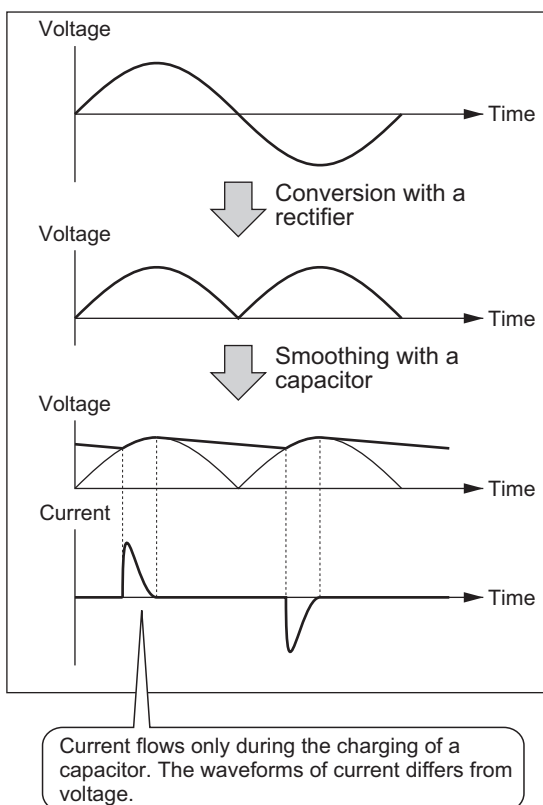 Voltage
Time
Conversion with a
rectifier
Voltage
Time
Smoothing with a
capacitor
Voltage
Time
Current
Time
Current flows only during the charging of a
capacitor. The waveforms of current differs from
voltage.